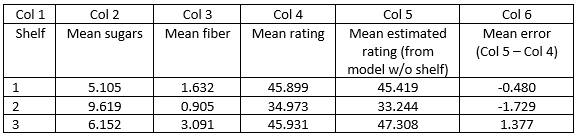 Col 1 Col 2 Col 3 Col 4 Col 5 Col 6
Shelf Mean sugars Mean fiber Mean rating Mean estimated rating (from model w/o shelf) Mean error (Col 5 – Col 4)
1 5.105 1.632 45.899 45.419 -0.480
2 9.619 0.905 34.973 33.244 -1.729
3 6.152 3.091 45.931 47.308 1.377